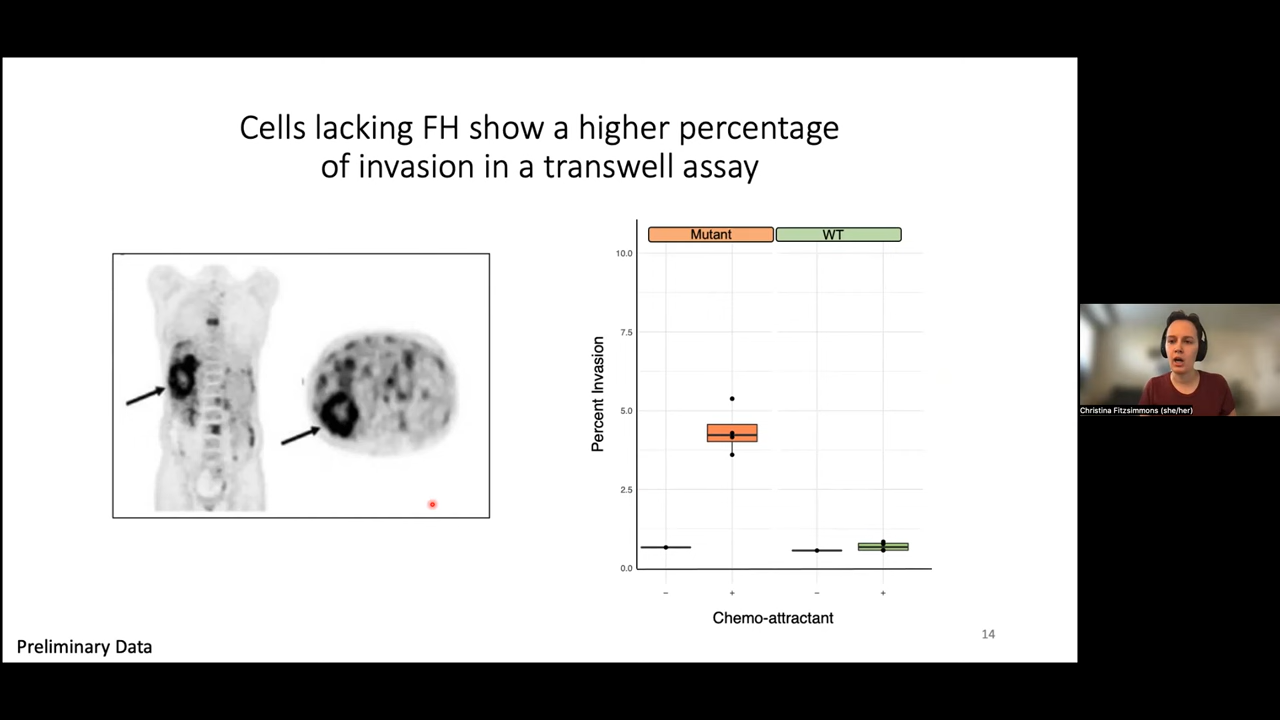 Cells lacking FH show a higher percentage
of invasion in a transwell assay
Mutant
WT
10.0
7.5
5.0
2.5
0.0
Percent Invasion
– + – +
Chemo-attractant
14
Preliminary Data
Christina Fitzsimmons (she/her)